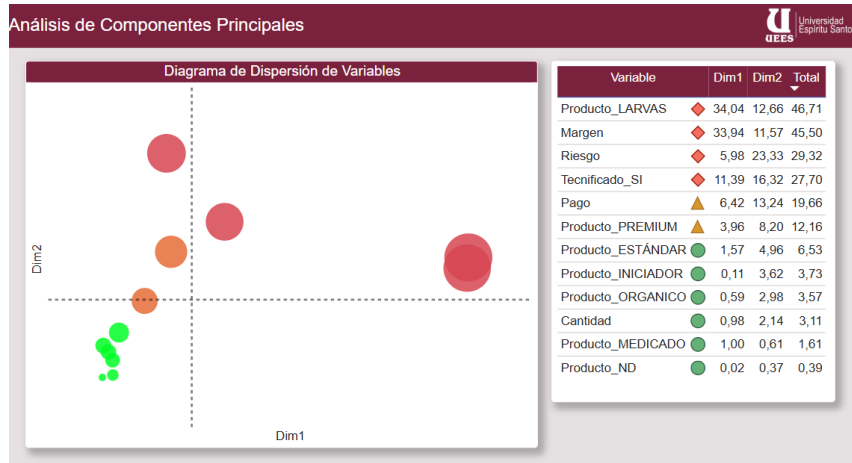 Análisis de Componentes Principales
UEES
Universidad
Espíritu Santo
Diagrama de Dispersión de Variables
Dim2
Dim1
Variable Dim1 Dim2 Total
Producto_LARVAS 34,04 12,66 46,71
Margen 33,94 11,57 45,50
Riesgo 5,98 23,33 29,32
Tecnificado_SI 11,39 16,32 27,70
Pago 6,42 13,24 19,66
Producto_PREMIUM 3,96 8,20 12,16
Producto_ESTÁNDAR 1,57 4,96 6,53
Producto_INICIADOR 0,11 3,62 3,73
Producto_ORGANICO 0,59 2,98 3,57
Cantidad 0,98 2,14 3,11
Producto_MEDICADO 1,00 0,61 1,61
Producto_ND 0,02 0,37 0,39